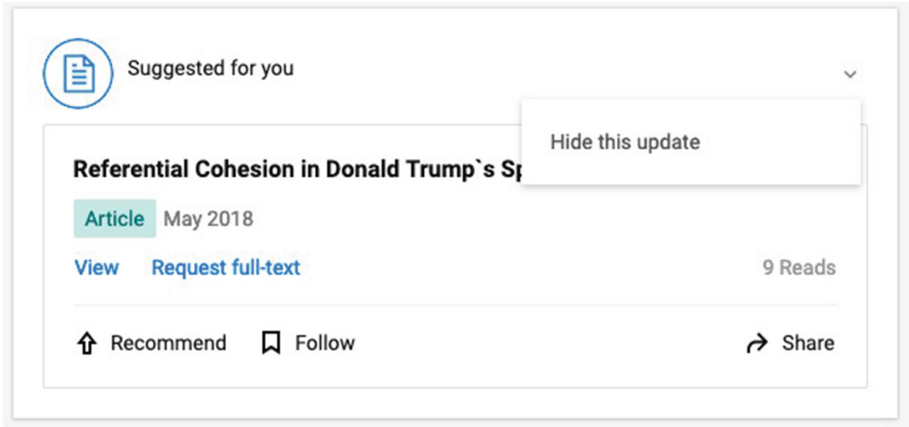 Suggested for you
Hide this update
Referential Cohesion in Donald Trump`s
Article May 2018
View Request full-text 9 Reads
Recommend Follow Share